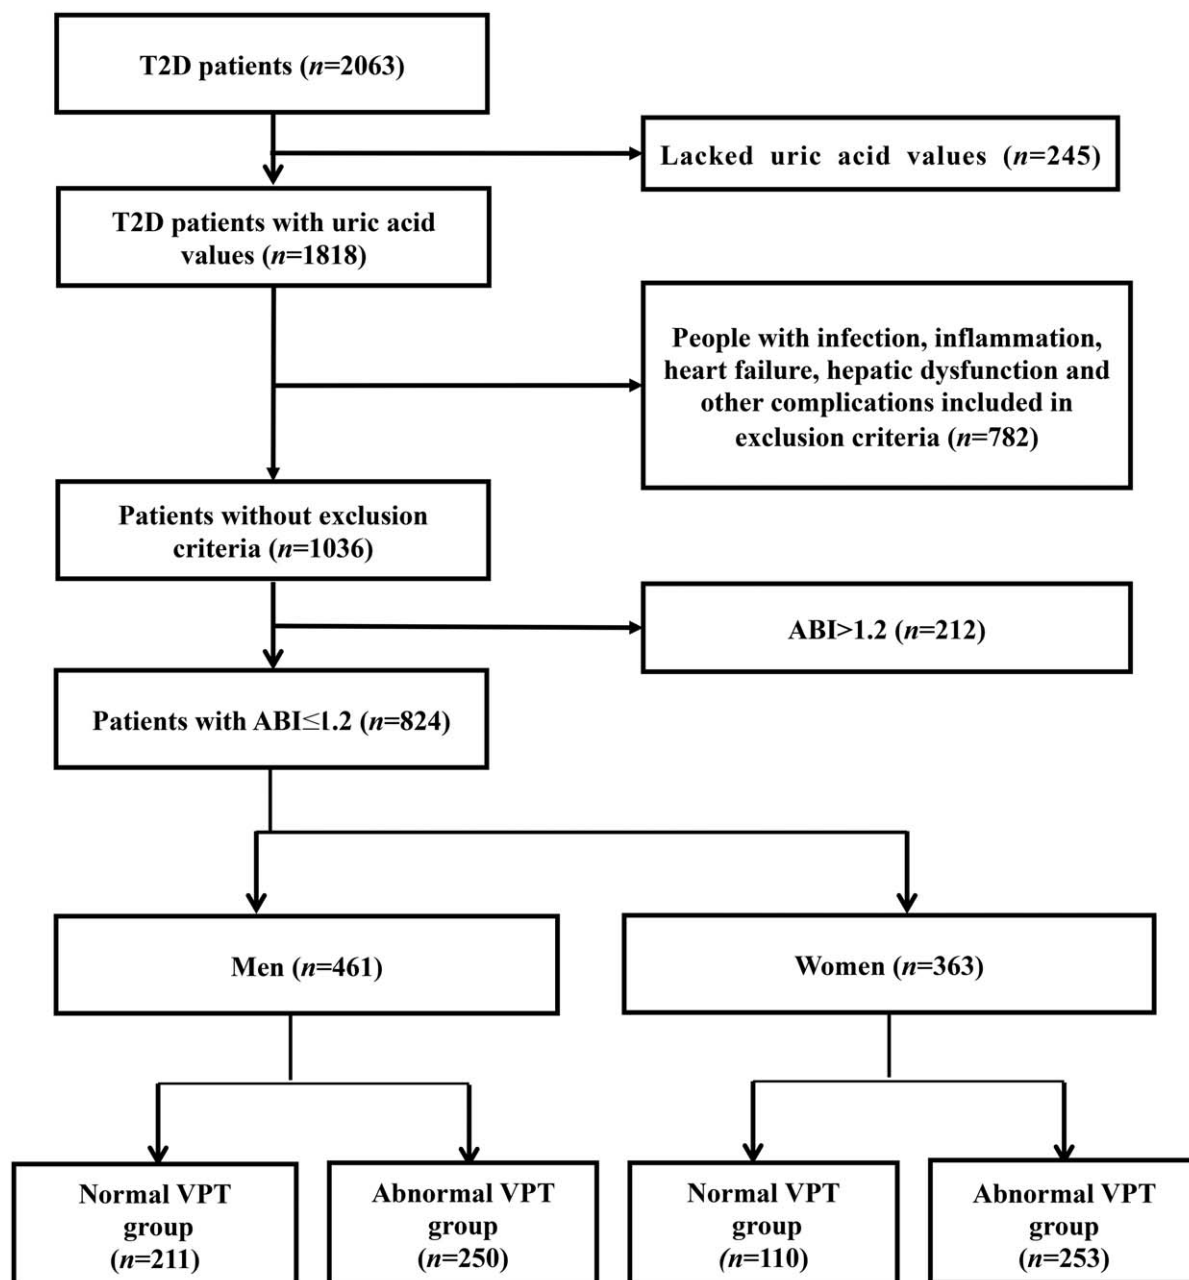 T2D patients (n=2063)
Lacked uric acid values (n=245)
T2D patients with uric acid
values (n=1818)
People with infection, inflammation,
heart failure, hepatic dysfunction and
other complications included in
exclusion criteria (n=782)
Patients without exclusion
criteria (n=1036)
ABI>1.2 (n=212)
Patients with ABI≤1.2 (n=824)
Men (n=461)
Women (n=363)
Normal VPT
group
(n=211)
Abnormal VPT
group
(n=250)
Normal VPT
group
(n=110)
Abnormal VPT
group
(n=253)